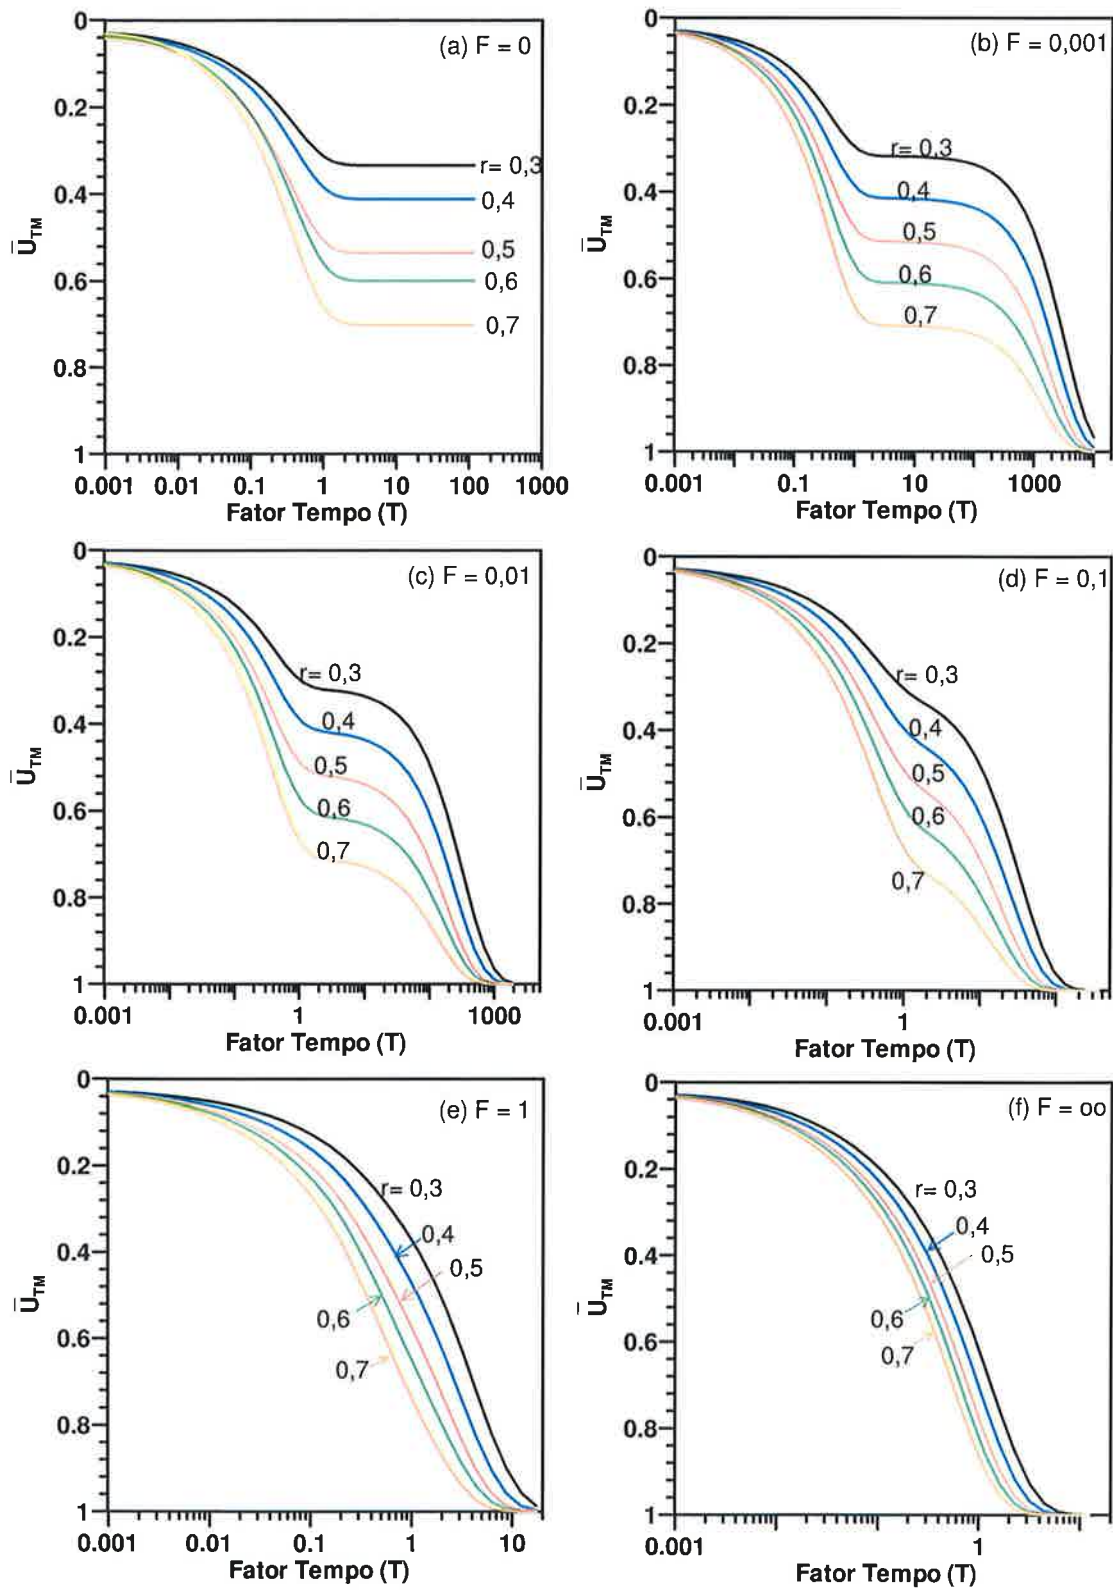 (a) F = 0
0
0.2
0.4
0.6
0.8
1
Ū_TM
r= 0,3
0,4
0,5
0,6
0,7
0.001 0.01 0.1 1 10 100 1000
Fator Tempo (T)
(b) F = 0,001
0
0.2
0.4
0.6
0.8
1
Ū_TM
r= 0,3
0,4
0,5
0,6
0,7
0.001 0.1 10 1000
Fator Tempo (T)
(c) F = 0,01
0
0.2
0.4
0.6
0.8
1
Ū_TM
r= 0,3
0,4
0,5
0,6
0,7
0.001 1 1000
Fator Tempo (T)
(d) F = 0,1
0
0.2
0.4
0.6
0.8
1
Ū_TM
r= 0,3
0,4
0,5
0,6
0,7
0.001 1
Fator Tempo (T)
(e) F = 1
0
0.2
0.4
0.6
0.8
1
Ū_TM
r= 0,3
0,4
0,5
0,6
0,7
0.001 0.01 0.1 1 10
Fator Tempo (T)
(f) F = oo
0
0.2
0.4
0.6
0.8
1
Ū_TM
r= 0,3
0,4
0,5
0,6
0,7
0.001 1
Fator Tempo (T)